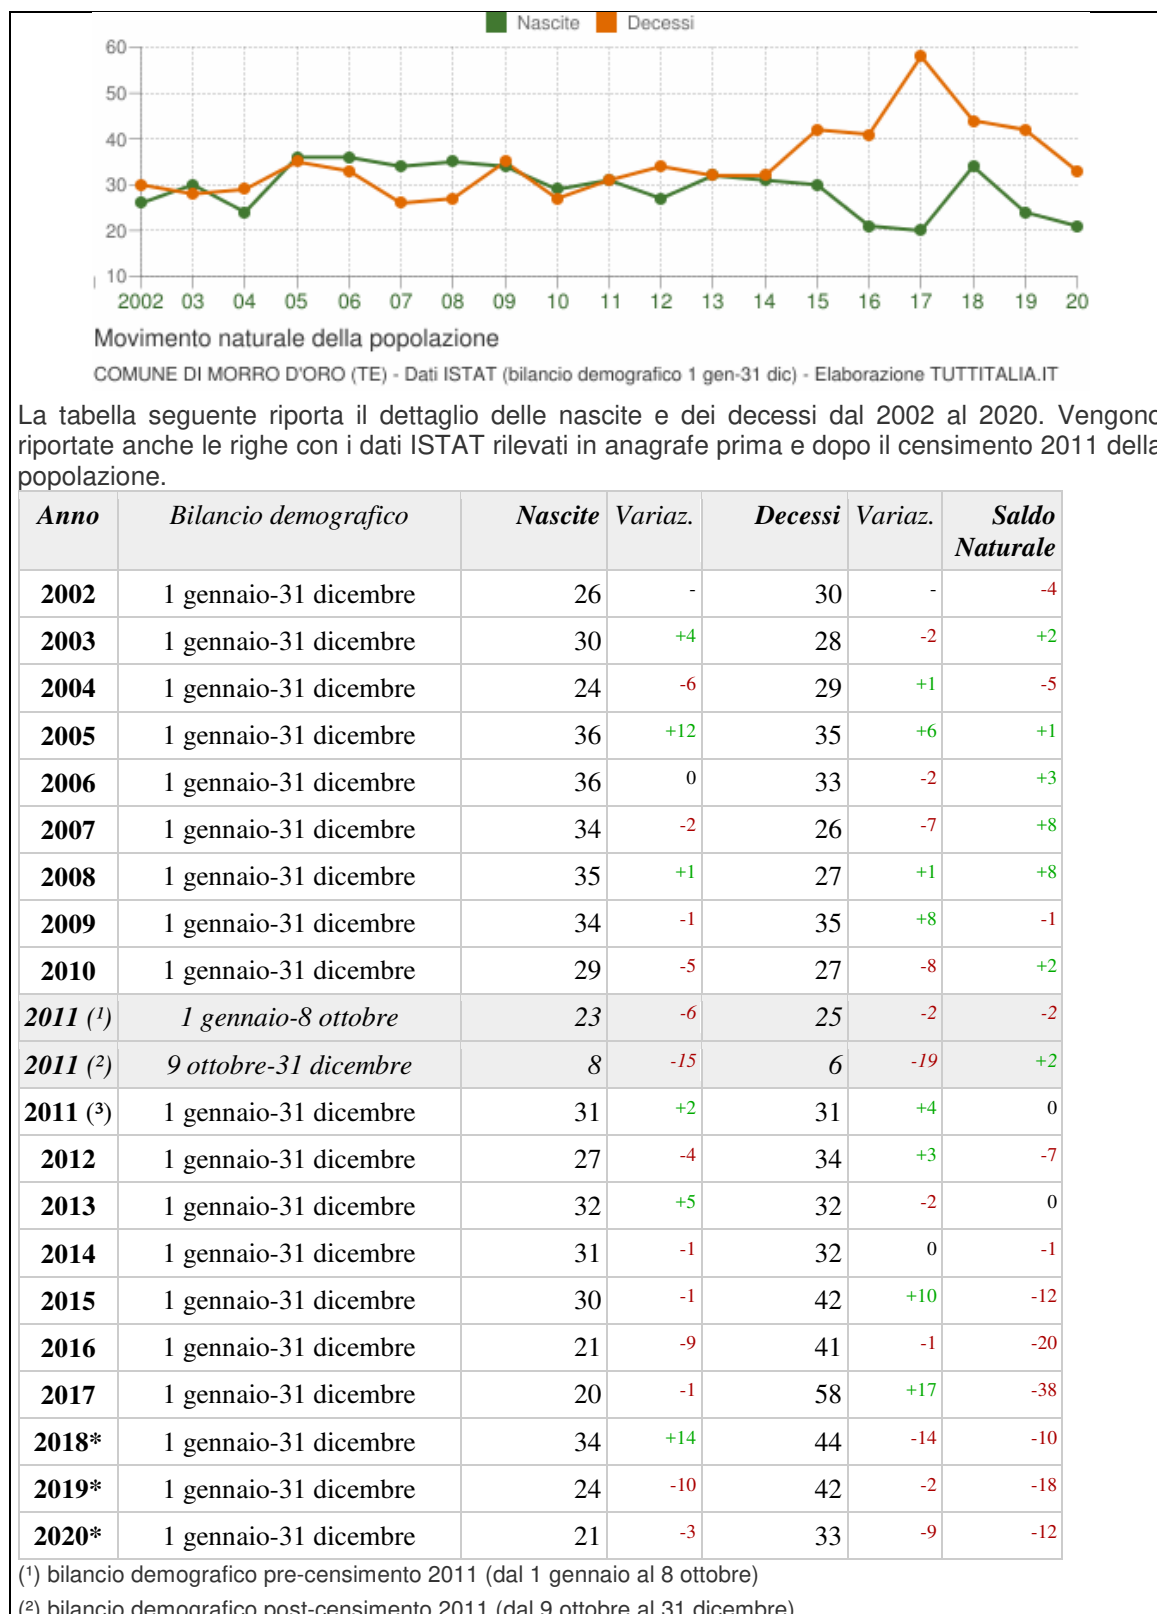 Nascite Decessi
60
50
40
30
20
10
2002 03 04 05 06 07 08 09 10 11 12 13 14 15 16 17 18 19 20
Movimento naturale della popolazione
COMUNE DI MORRO D'ORO (TE) - Dati ISTAT (bilancio demografico 1 gen-31 dic) - Elaborazione TUTTITALIA.IT
La tabella seguente riporta il dettaglio delle nascite e dei decessi dal 2002 al 2020. Vengono
riportate anche le righe con i dati ISTAT rilevati in anagrafe prima e dopo il censimento 2011 della
popolazione.
Anno Bilancio demografico Nascite Variaz. Decessi Variaz. Saldo
Naturale
2002 1 gennaio-31 dicembre 26 - 30 - -4
2003 1 gennaio-31 dicembre 30 +4 28 -2 +2
2004 1 gennaio-31 dicembre 24 -6 29 +1 -5
2005 1 gennaio-31 dicembre 36 +12 35 +6 +1
2006 1 gennaio-31 dicembre 36 0 33 -2 +3
2007 1 gennaio-31 dicembre 34 -2 26 -7 +8
2008 1 gennaio-31 dicembre 35 +1 27 +1 +8
2009 1 gennaio-31 dicembre 34 -1 35 +8 -1
2010 1 gennaio-31 dicembre 29 -5 27 -8 +2
2011 (¹) 1 gennaio-8 ottobre 23 -6 25 -2 -2
2011 (²) 9 ottobre-31 dicembre 8 -15 6 -19 +2
2011 (³) 1 gennaio-31 dicembre 31 +2 31 +4 0
2012 1 gennaio-31 dicembre 27 -4 34 +3 -7
2013 1 gennaio-31 dicembre 32 +5 32 -2 0
2014 1 gennaio-31 dicembre 31 -1 32 0 -1
2015 1 gennaio-31 dicembre 30 -1 42 +10 -12
2016 1 gennaio-31 dicembre 21 -9 41 -1 -20
2017 1 gennaio-31 dicembre 20 -1 58 +17 -38
2018* 1 gennaio-31 dicembre 34 +14 44 -14 -10
2019* 1 gennaio-31 dicembre 24 -10 42 -2 -18
2020* 1 gennaio-31 dicembre 21 -3 33 -9 -12
(¹) bilancio demografico pre-censimento 2011 (dal 1 gennaio al 8 ottobre)
(²) bilancio demografico post-censimento 2011 (dal 9 ottobre al 31 dicembre)